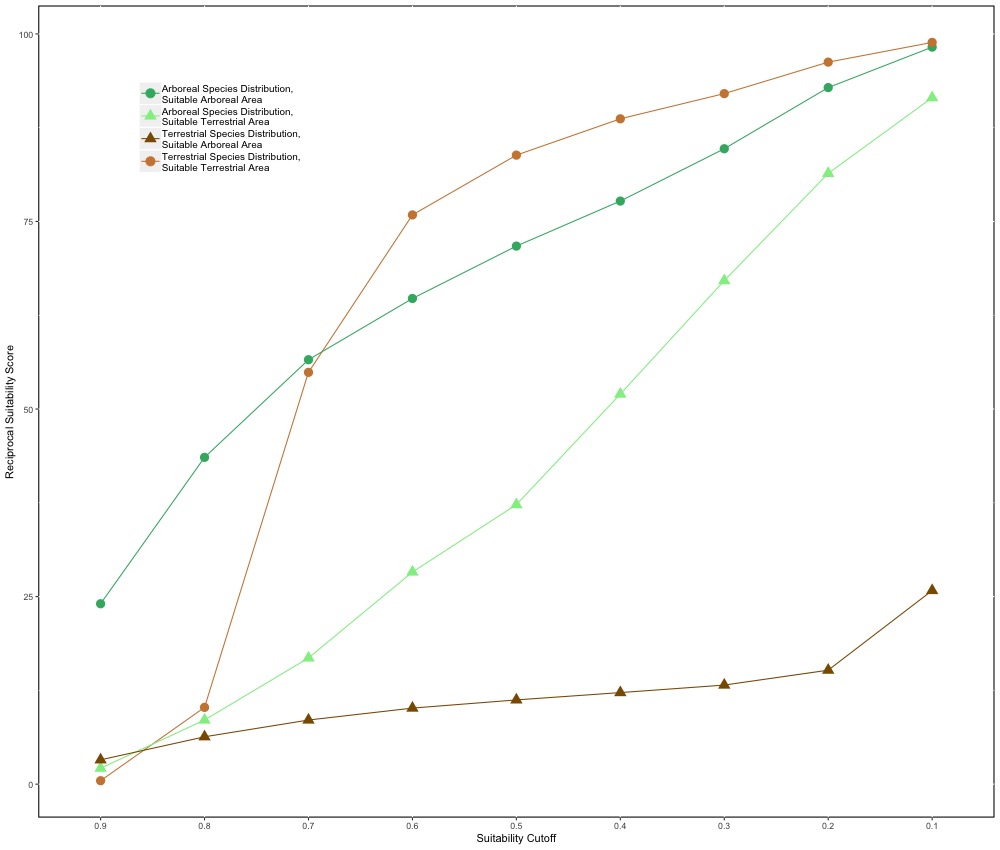 100
75
50
25
0
Reciprocal Suitability Score
Arboreal Species Distribution,
Suitable Arboreal Area
Arboreal Species Distribution,
Suitable Terrestrial Area
Terrestrial Species Distribution,
Suitable Arboreal Area
Terrestrial Species Distribution,
Suitable Terrestrial Area
0.9 0.8 0.7 0.6 0.5 0.4 0.3 0.2 0.1
Suitability Cutoff